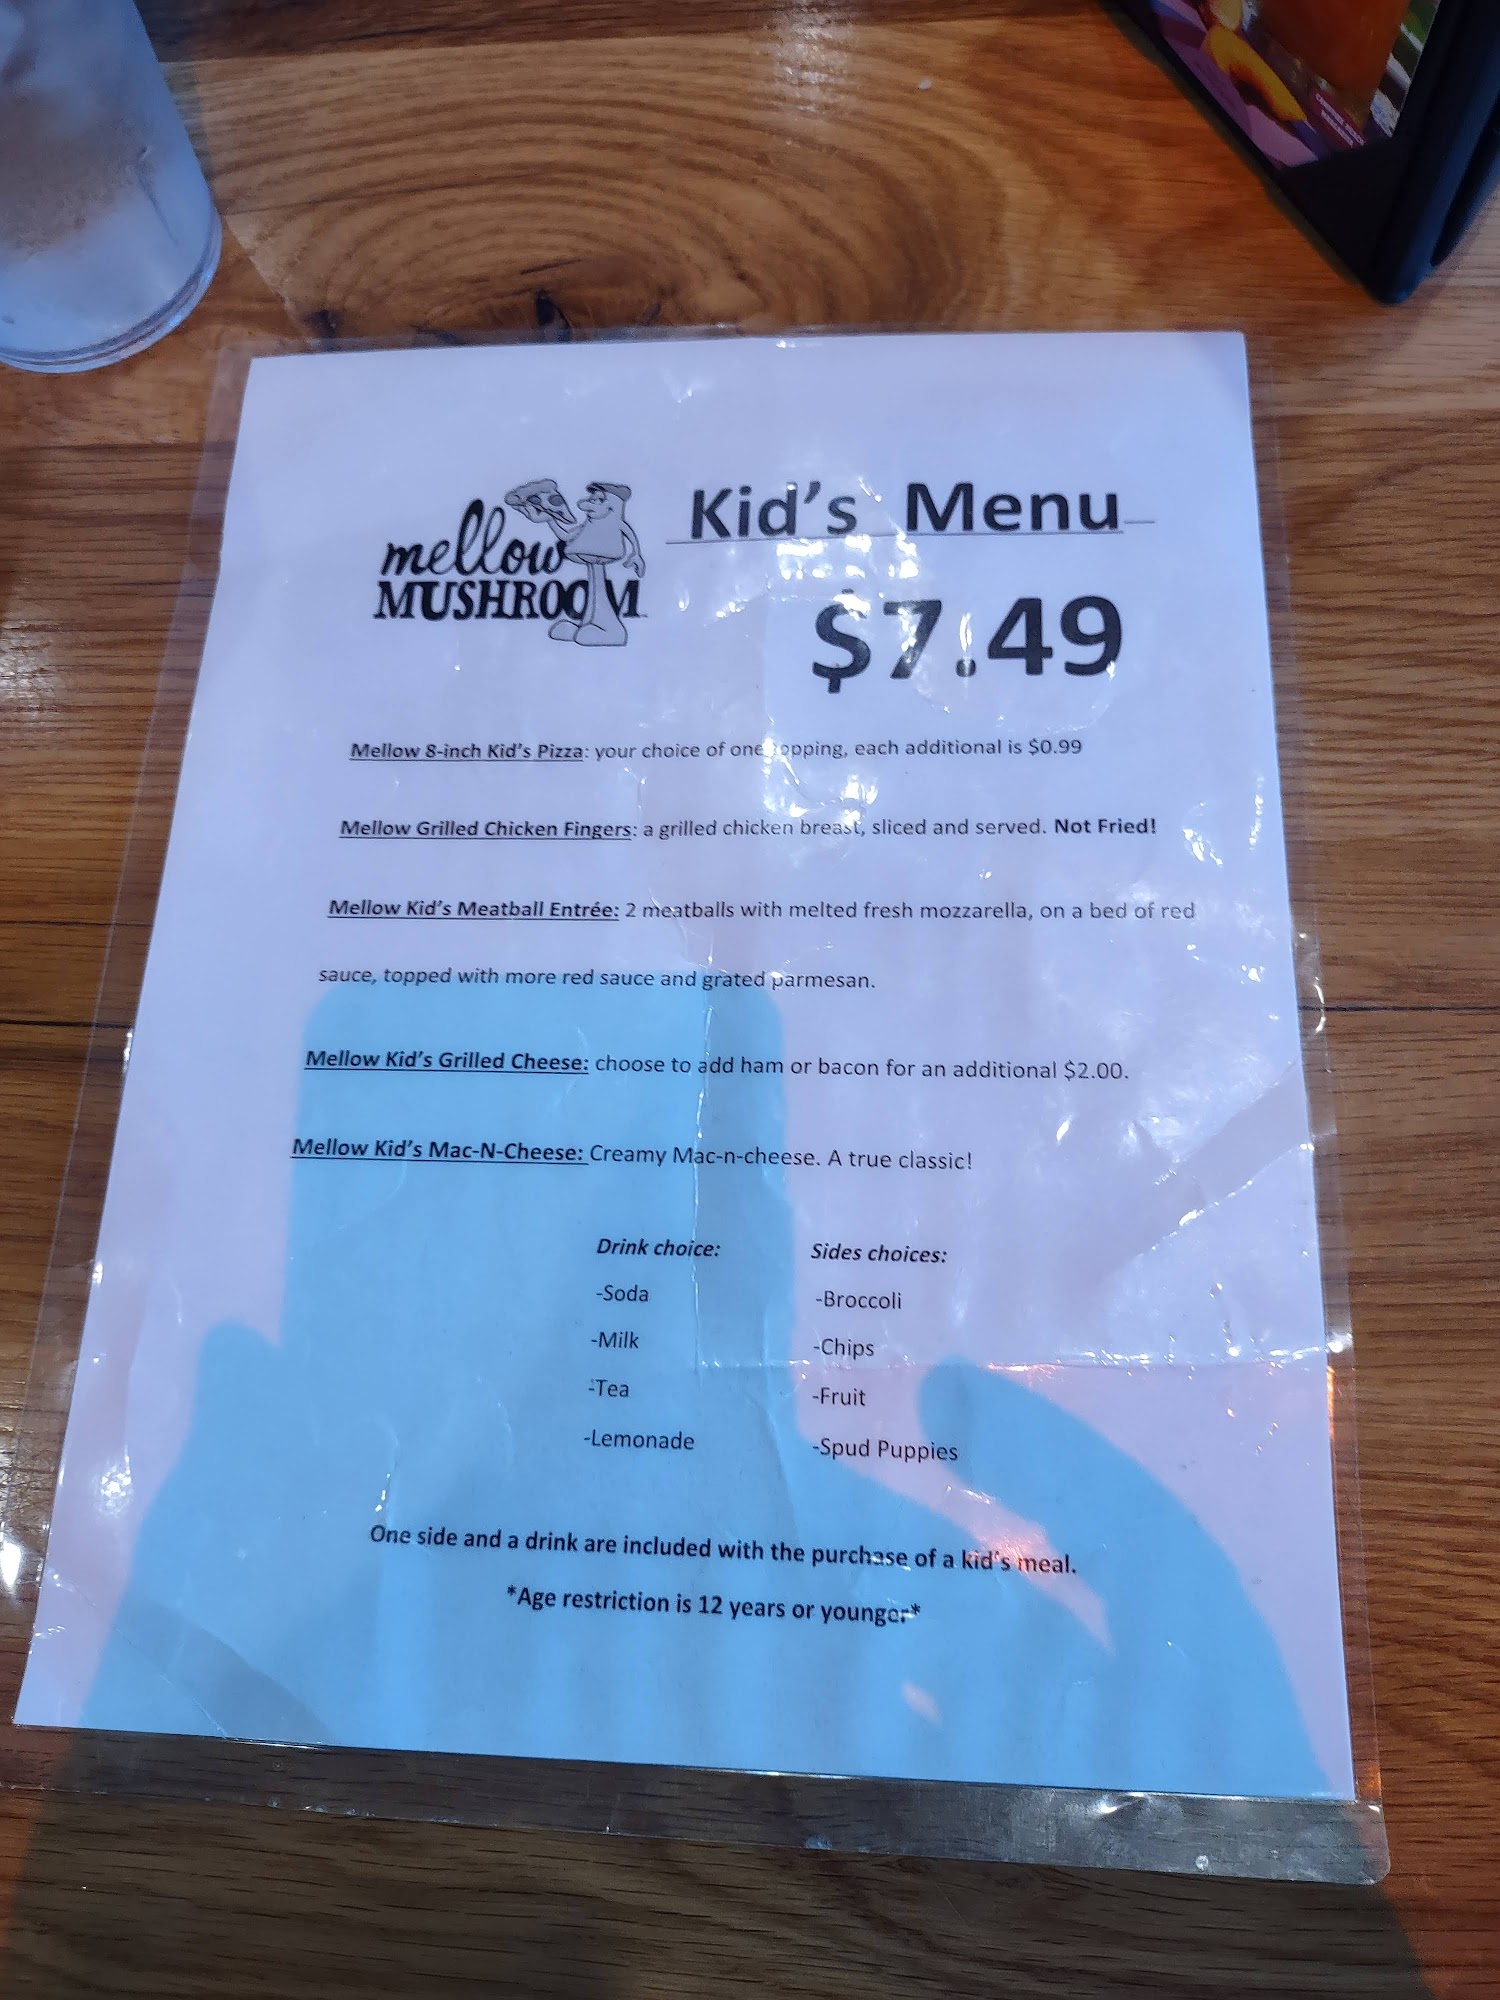 mellow
MUSHROOM
Kid's Menu
$7.49
Mellow 8-inch Kid's Pizza: your choice of one topping, each additional is $0.99
Mellow Grilled Chicken Fingers: a grilled chicken breast, sliced and served. Not Fried!
Mellow Kid's Meatball Entrée: 2 meatballs with melted fresh mozzarella, on a bed of red
sauce, topped with more red sauce and grated parmesan.
Mellow Kid's Grilled Cheese: choose to add ham or bacon for an additional $2.00.
Mellow Kid's Mac-N-Cheese: Creamy Mac-n-cheese. A true classic!
Drink choice:
-Soda
-Milk
-Tea
-Lemonade
Sides choices:
-Broccoli
-Chips
-Fruit
-Spud Puppies
One side and a drink are included with the purchase of a kid's meal.
*Age restriction is 12 years or younger*